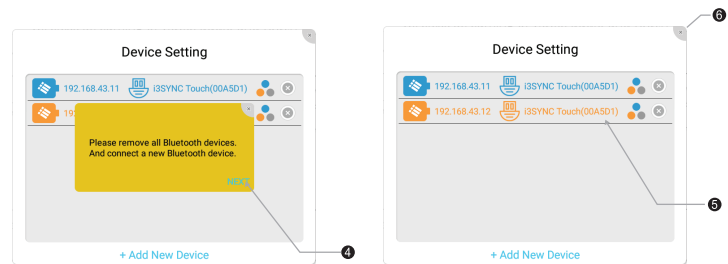 Device Setting
192.168.43.11 i3SYNC Touch(00A5D1)
19
Please remove all Bluetooth devices.
And connect a new Bluetooth device.
NEXT
+ Add New Device
4
6
Device Setting
192.168.43.11 i3SYNC Touch(00A5D1)
192.168.43.12 i3SYNC Touch(00A5D1)
5
+ Add New Device